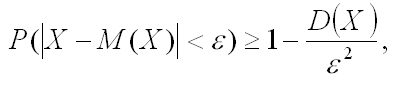 P(|X − M(X)| < ε) ≥ 1 − D(X) / ε²,